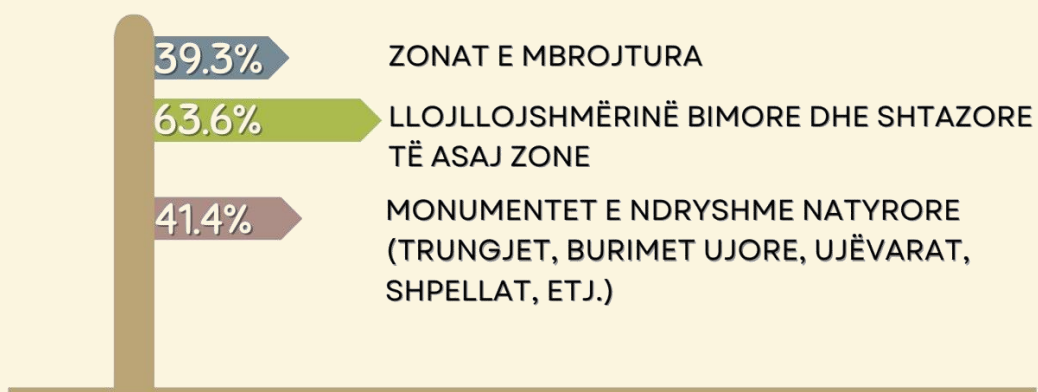 39.3% ZONAT E MBROJTURA
63.6% LLOJLLOJSHMËRINË BIMORE DHE SHTAZORE
TË ASAJ ZONE
41.4% MONUMENTET E NDRYSHME NATYRORE
(TRUNGJET, BURIMET UJORE, UJËVARAT,
SHPELLAT, ETJ.)